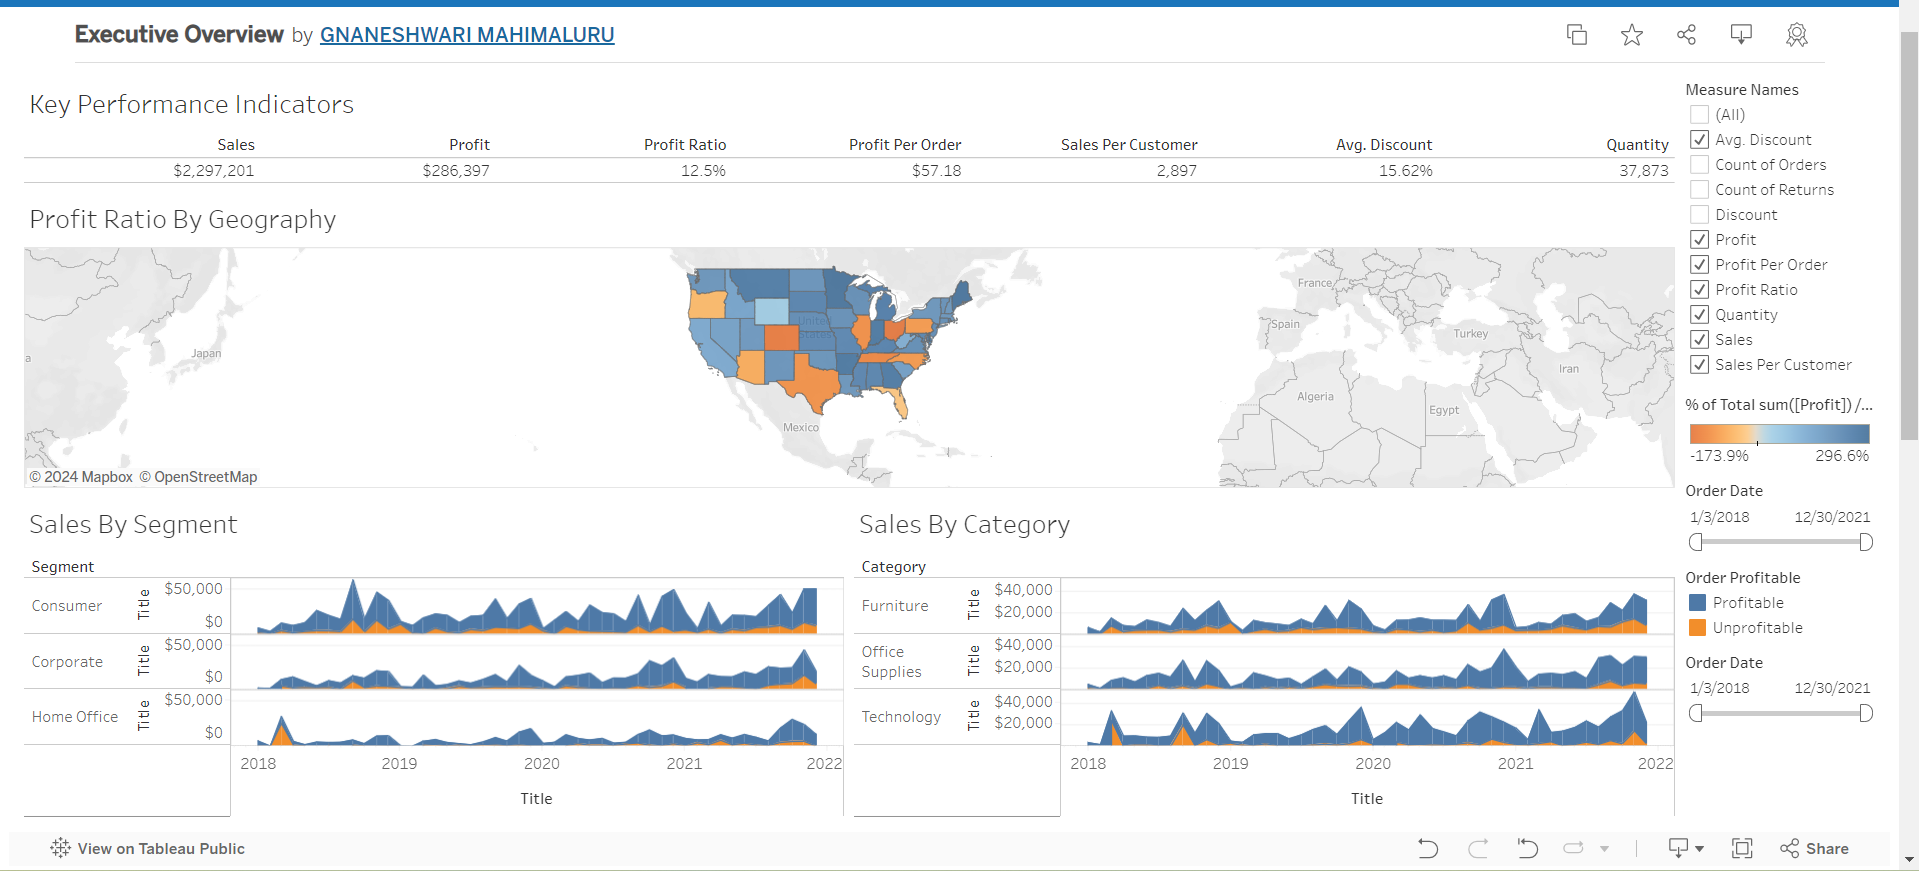 Executive Overview by GNANESHWARI MAHIMALURU
Key Performance Indicators
Sales Profit Profit Ratio Profit Per Order Sales Per Customer Avg. Discount Quantity
$2,297,201 $286,397 12.5% $57.18 2,897 15.62% 37,873
Profit Ratio By Geography
United
States
Japan
a
Mexico
France
Spain
Turkey
Iran
Algeria
Egypt
© 2024 Mapbox © OpenStreetMap
Sales By Segment
Segment
Consumer
Title
$50,000
$0
Corporate
Title
$50,000
$0
Home Office
Title
$50,000
$0
2018 2019 2020 2021 2022
Title
Sales By Category
Category
Furniture
Title
$40,000
$20,000
Office
Supplies
Title
$40,000
$20,000
Technology
Title
$40,000
$20,000
2018 2019 2020 2021 2022
Title
Measure Names
(All)
Avg. Discount
Count of Orders
Count of Returns
Discount
Profit
Profit Per Order
Profit Ratio
Quantity
Sales
Sales Per Customer
% of Total sum([Profit]) /...
-173.9% 296.6%
Order Date
1/3/2018 12/30/2021
Order Profitable
Profitable
Unprofitable
Order Date
1/3/2018 12/30/2021
View on Tableau Public
Share